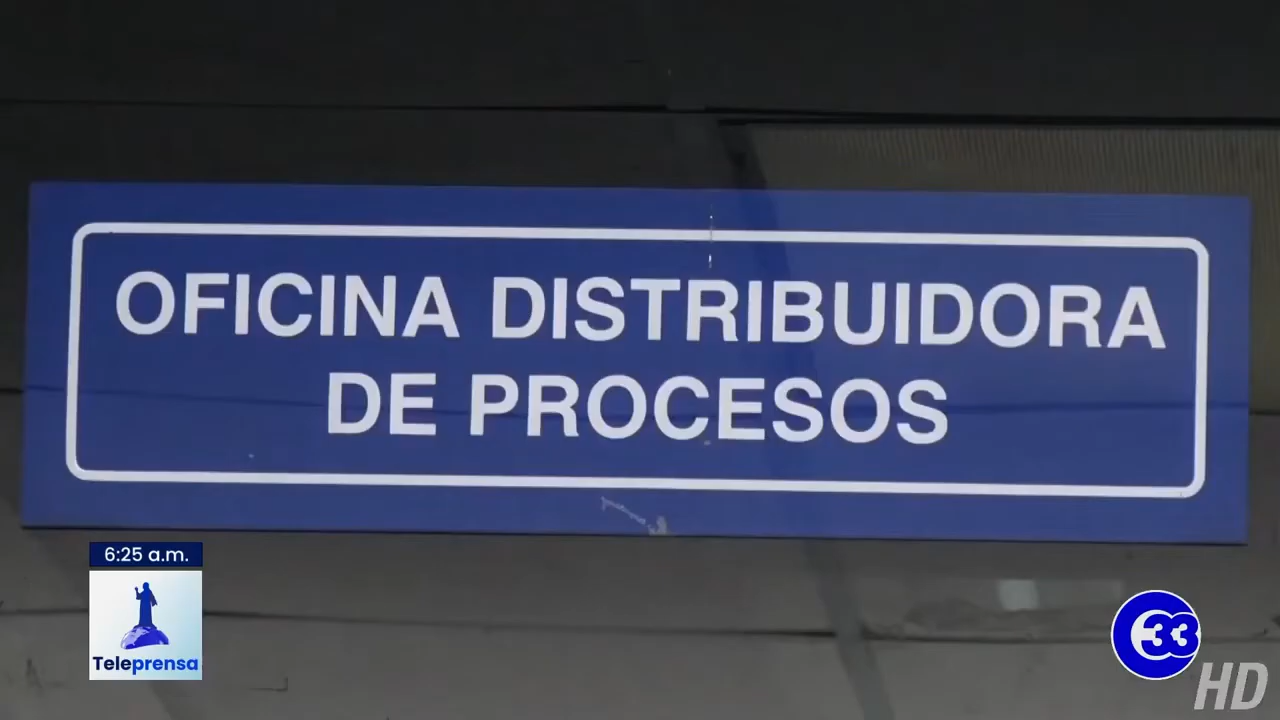 OFICINA DISTRIBUIDORA
DE PROCESOS
6:25 a.m.
Teleprensa
33
HD